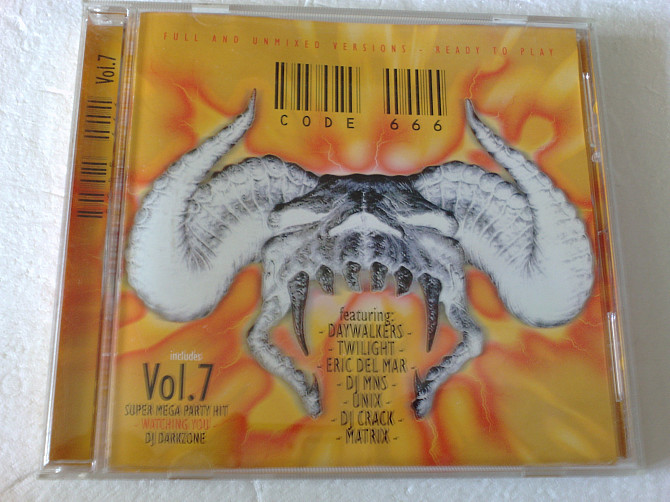 FULL AND UNMIXED VERSIONS - READY TO PLAY
Vol.7
CODE 666
featuring:
- DAYWALKERS -
- TWILIGHT -
- ERIC DEL MAR -
- DJ MNS -
- UNIX -
- DJ CRACK -
- MATRIX -
includes:
Vol.7
SUPER MEGA PARTY HIT
- WATCHING YOU -
DJ DARKZONE